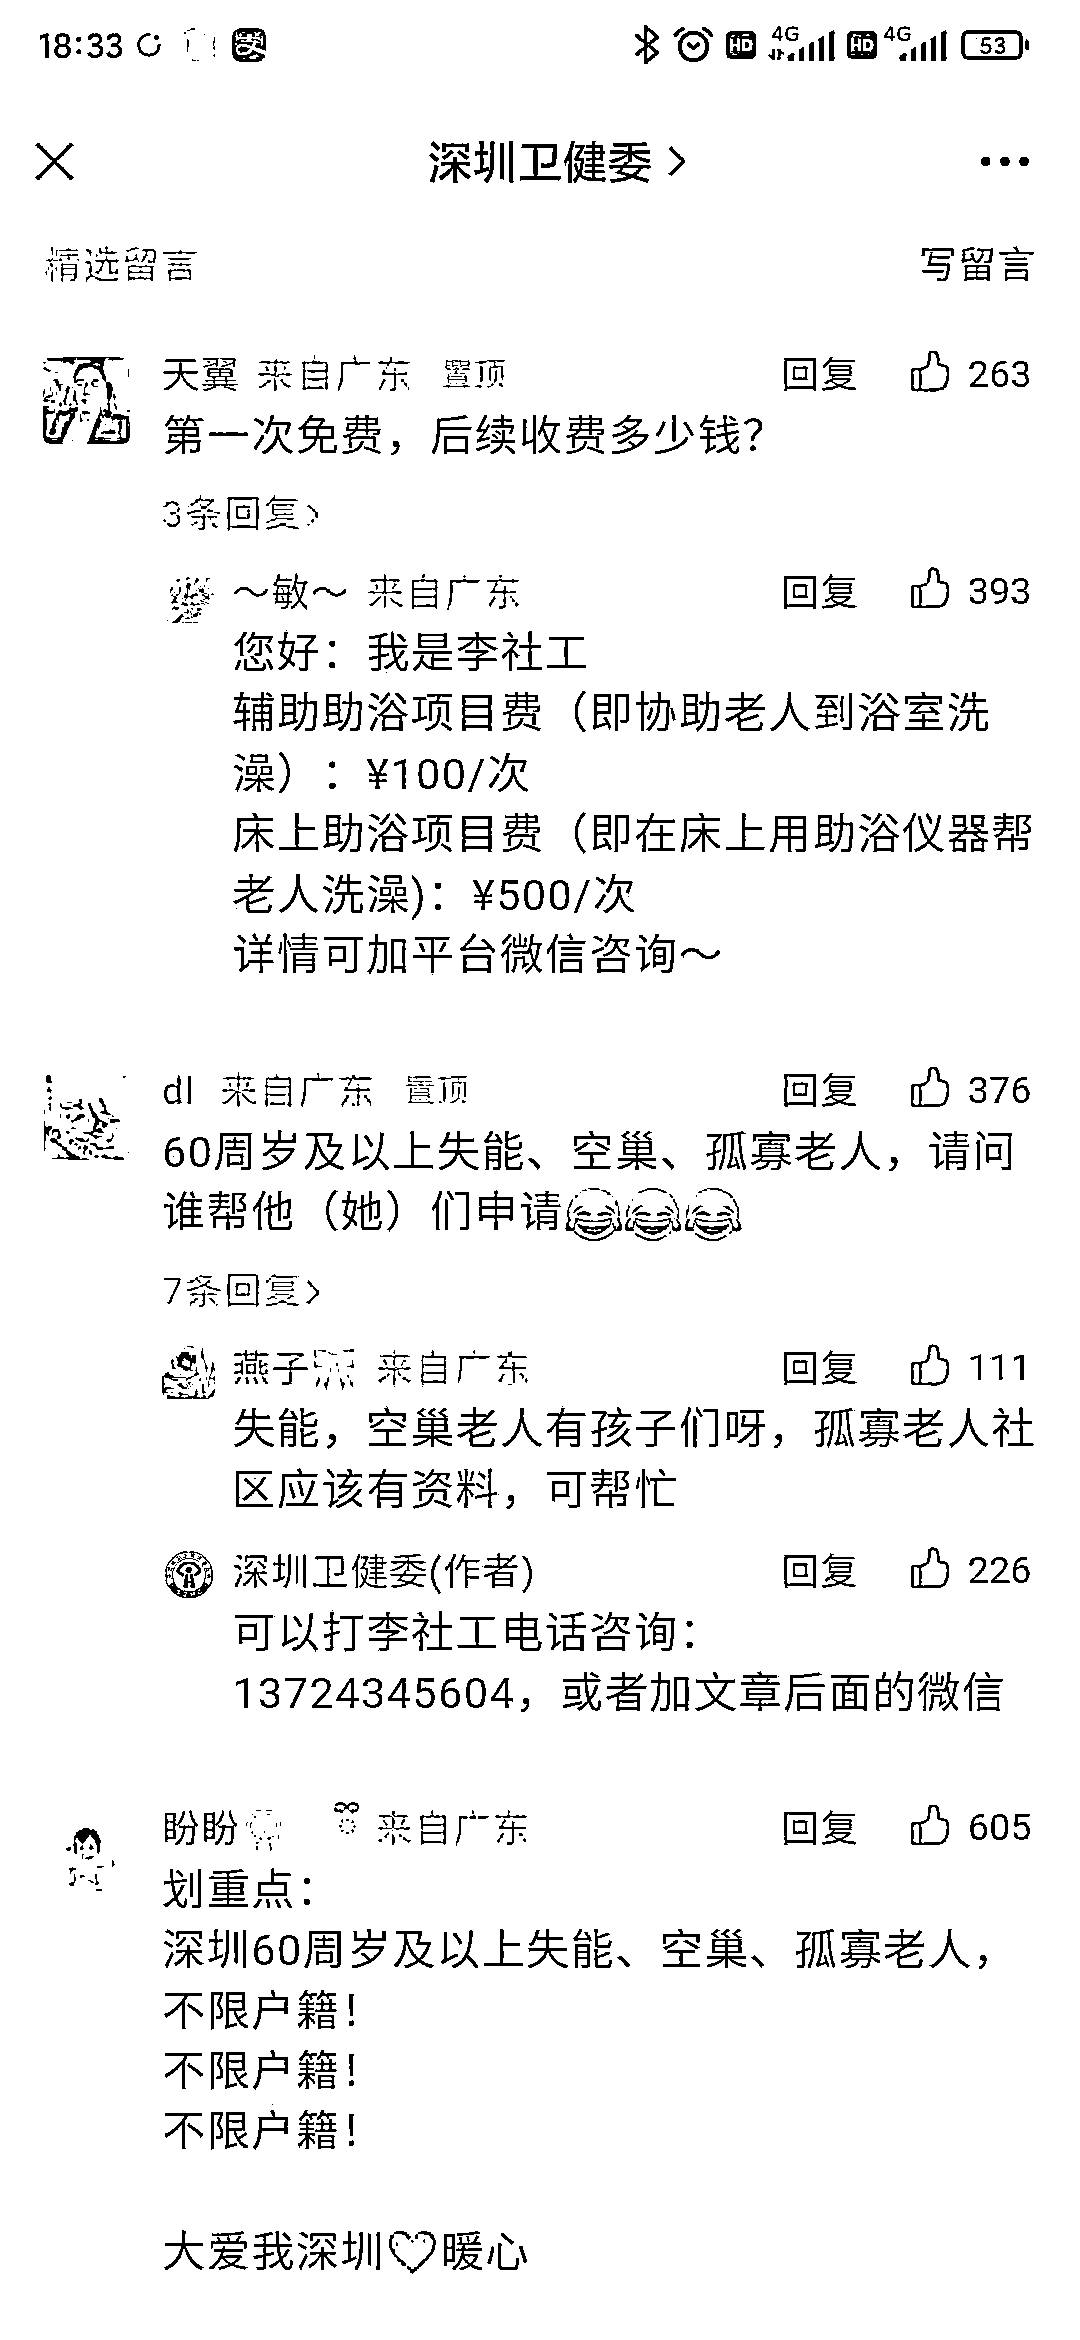 18:33 4G 4G 53
深圳卫健委
精选留言 写留言
天翼 来自广东 置顶 回复 263
第一次免费，后续收费多少钱？
3条回复>
～敏～ 来自广东 回复 393
您好：我是李社工
辅助助浴项目费（即协助老人到浴室洗
澡）：¥100/次
床上助浴项目费（即在床上用助浴仪器帮
老人洗澡)：¥500/次
详情可加平台微信咨询～
dl 来自广东 置顶 回复 376
60周岁及以上失能、空巢、孤寡老人，请问
谁帮他（她）们申请😂😂😂
7条回复>
燕子 来自广东 回复 111
失能，空巢老人有孩子们呀，孤寡老人社
区应该有资料，可帮忙
深圳卫健委(作者) 回复 226
可以打李社工电话咨询：
13724345604，或者加文章后面的微信
盼盼 来自广东 回复 605
划重点：
深圳60周岁及以上失能、空巢、孤寡老人，
不限户籍！
不限户籍！
不限户籍！
大爱我深圳♡暖心